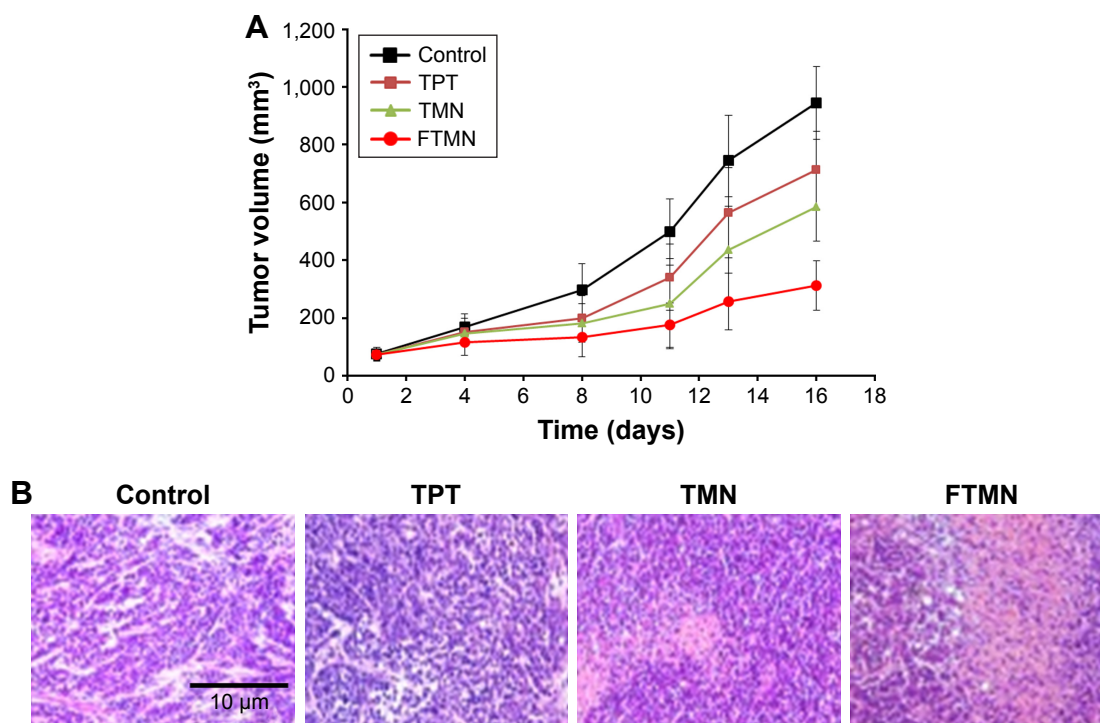 A
Tumor volume (mm³)
1,200
1,000
800
600
400
200
0
Control
TPT
TMN
FTMN
0 2 4 6 8 10 12 14 16 18
Time (days)
B
Control TPT TMN FTMN
10 µm